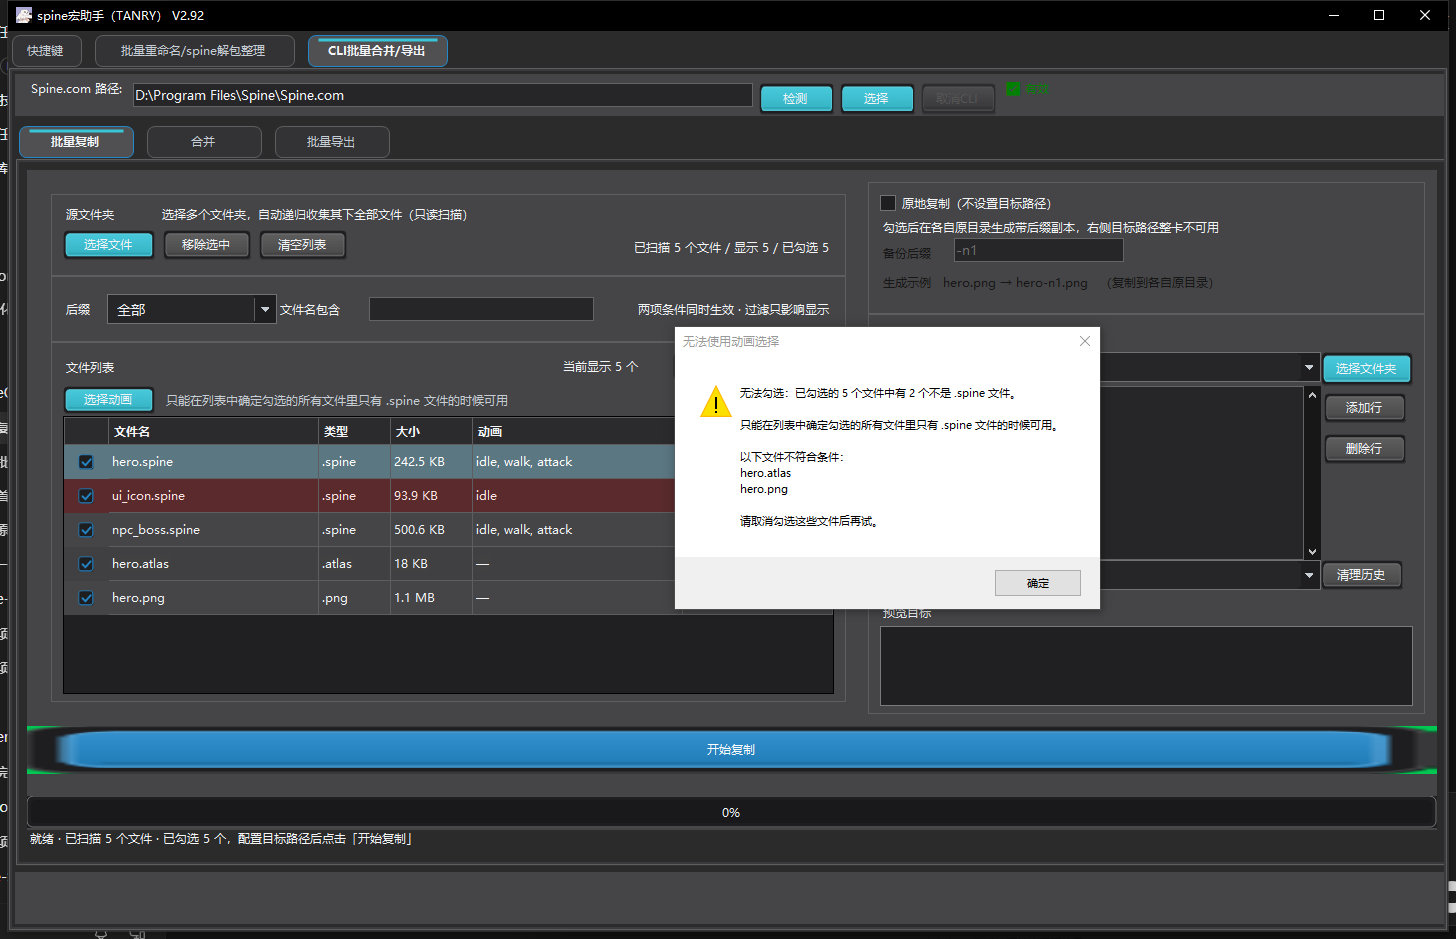 spine宏助手（TANRY） V2.92
快捷键
批量重命名/spine解包整理
CLI批量合并/导出
Spine.com 路径:
D:\Program Files\Spine\Spine.com
检测
选择
取消CLI
批量复制
合并
批量导出
源文件夹
选择多个文件夹，自动递归收集其下全部文件（只读扫描）
选择文件
移除选中
清空列表
已扫描 5 个文件 / 显示 5 / 已勾选 5
后缀
全部
文件名包含
两项条件同时生效 · 过滤只影响显示
文件列表
当前显示 5 个
选择动画
只能在列表中确定勾选的所有文件里只有 .spine 文件的时候可用
文件名 类型 大小 动画
hero.spine .spine 242.5 KB idle, walk, attack
ui_icon.spine .spine 93.9 KB idle
npc_boss.spine .spine 500.6 KB idle, walk, attack
hero.atlas .atlas 18 KB —
hero.png .png 1.1 MB —
原地复制（不设置目标路径）
勾选后在各自原目录生成带后缀副本，右侧目标路径整卡不可用
备份后缀
-n1
生成示例 hero.png → hero-n1.png （复制到各自原目录）
选择文件夹
添加行
删除行
清理历史
预览目标
无法使用动画选择
无法勾选：已勾选的 5 个文件中有 2 个不是 .spine 文件。
只能在列表中确定勾选的所有文件里只有 .spine 文件的时候可用。
以下文件不符合条件：
hero.atlas
hero.png
请取消勾选这些文件后再试。
确定
开始复制
0%
就绪 · 已扫描 5 个文件 · 已勾选 5 个，配置目标路径后点击「开始复制」